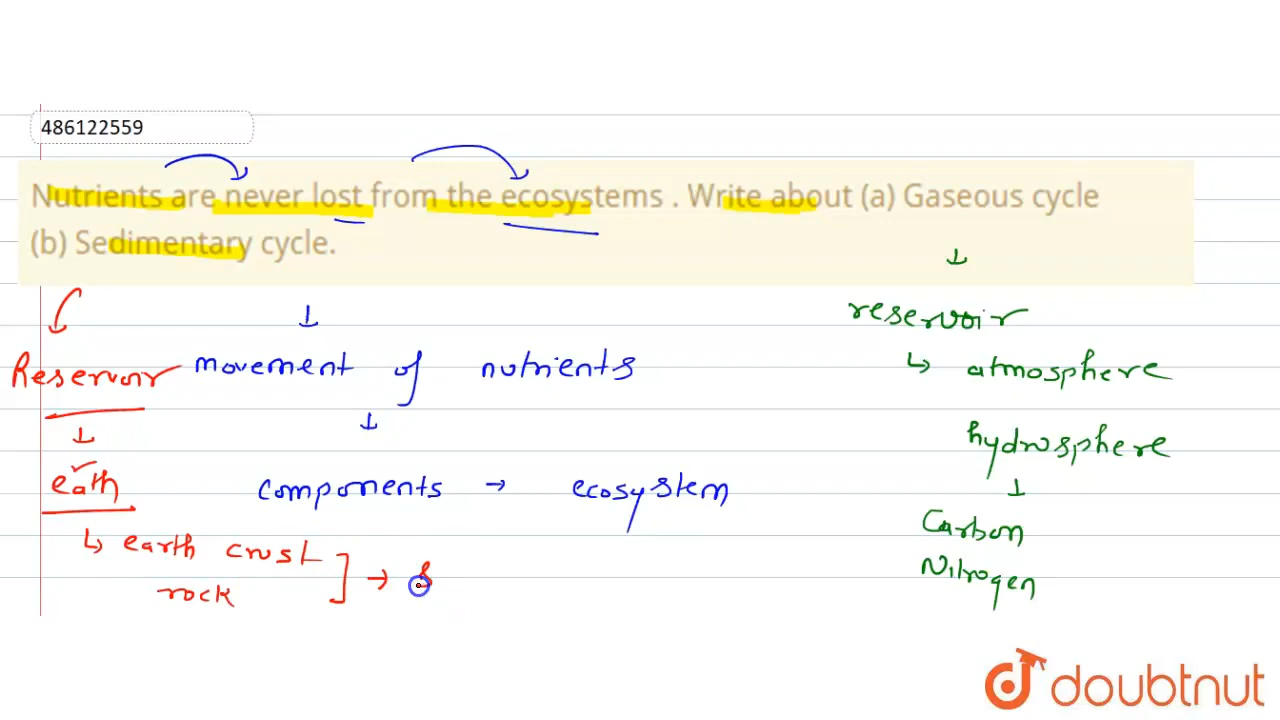 486122559
Nutrients are never lost from the ecosystems . Write about (a) Gaseous cycle
(b) Sedimentary cycle.
reservoir
Reservoir movement of nutrients
atmosphere
hydrosphere
eath
components → ecosystem
Carbon
earth crust
Nitrogen
rock
] → s
doubtnut